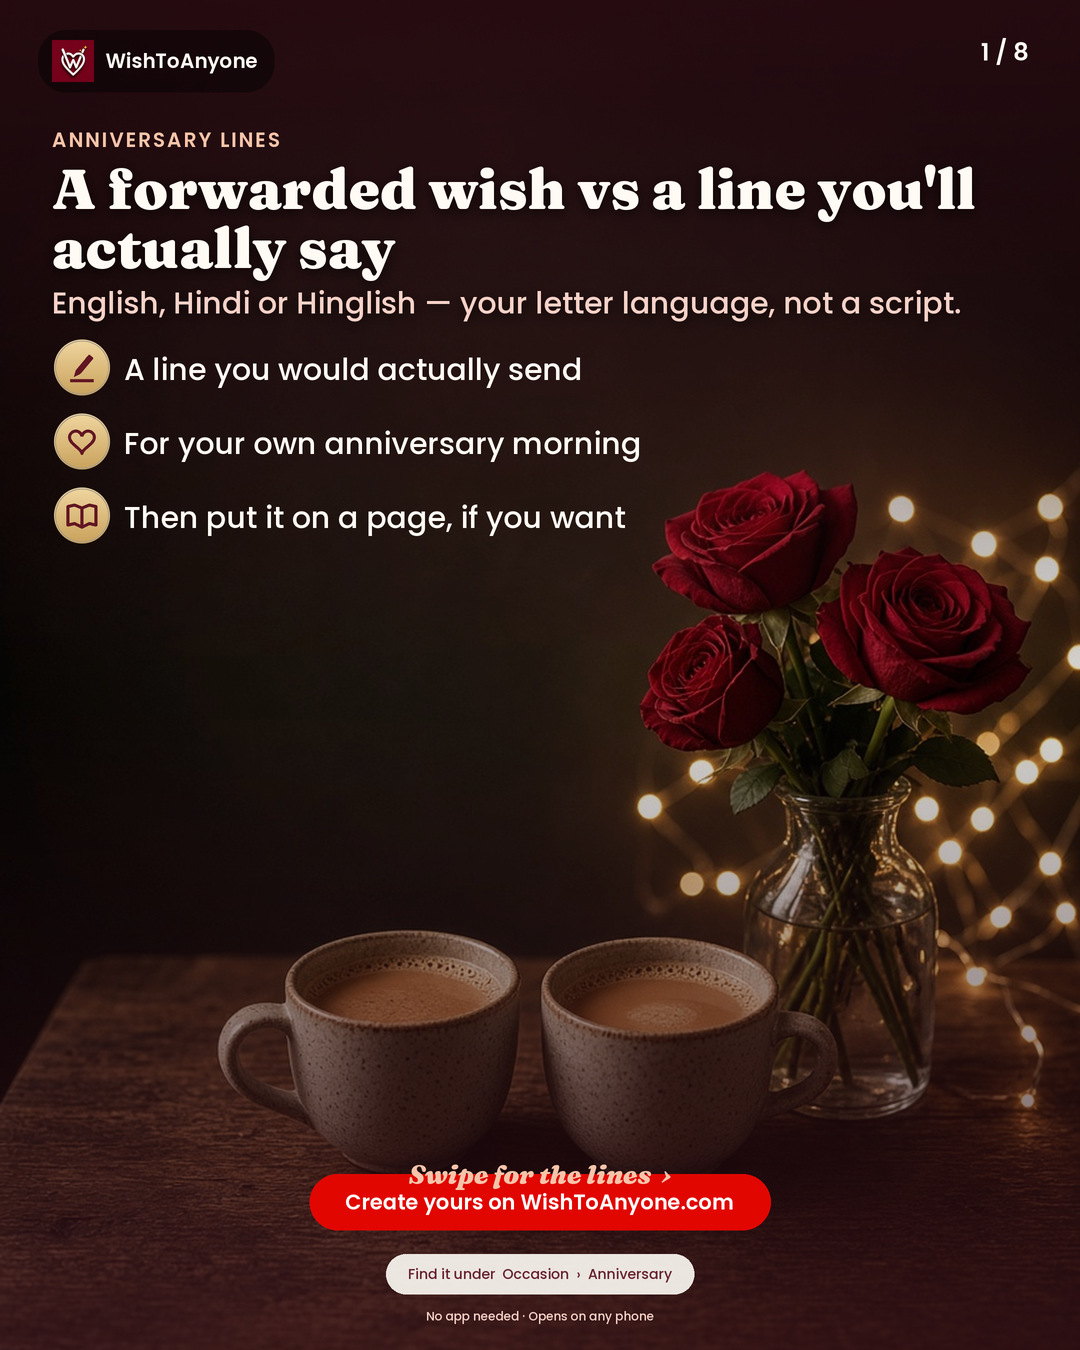 WishToAnyone
1 / 8
ANNIVERSARY LINES
A forwarded wish vs a line you'll
actually say
English, Hindi or Hinglish — your letter language, not a script.
A line you would actually send
For your own anniversary morning
Then put it on a page, if you want
Swipe for the lines ›
Create yours on WishToAnyone.com
Find it under Occasion › Anniversary
No app needed · Opens on any phone